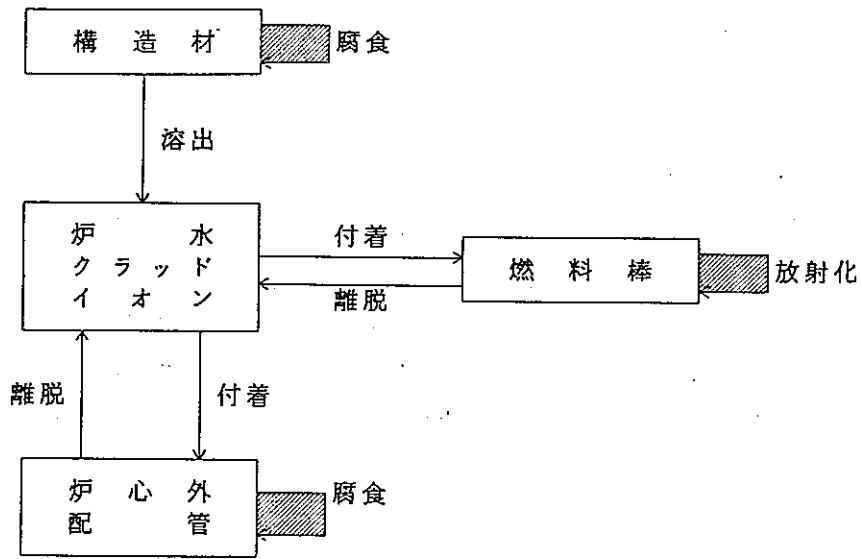 構造材
腐食
溶出
炉水
クラッド
イオン
付着
離脱
燃料棒
放射化
離脱
付着
炉心外
配管
腐食